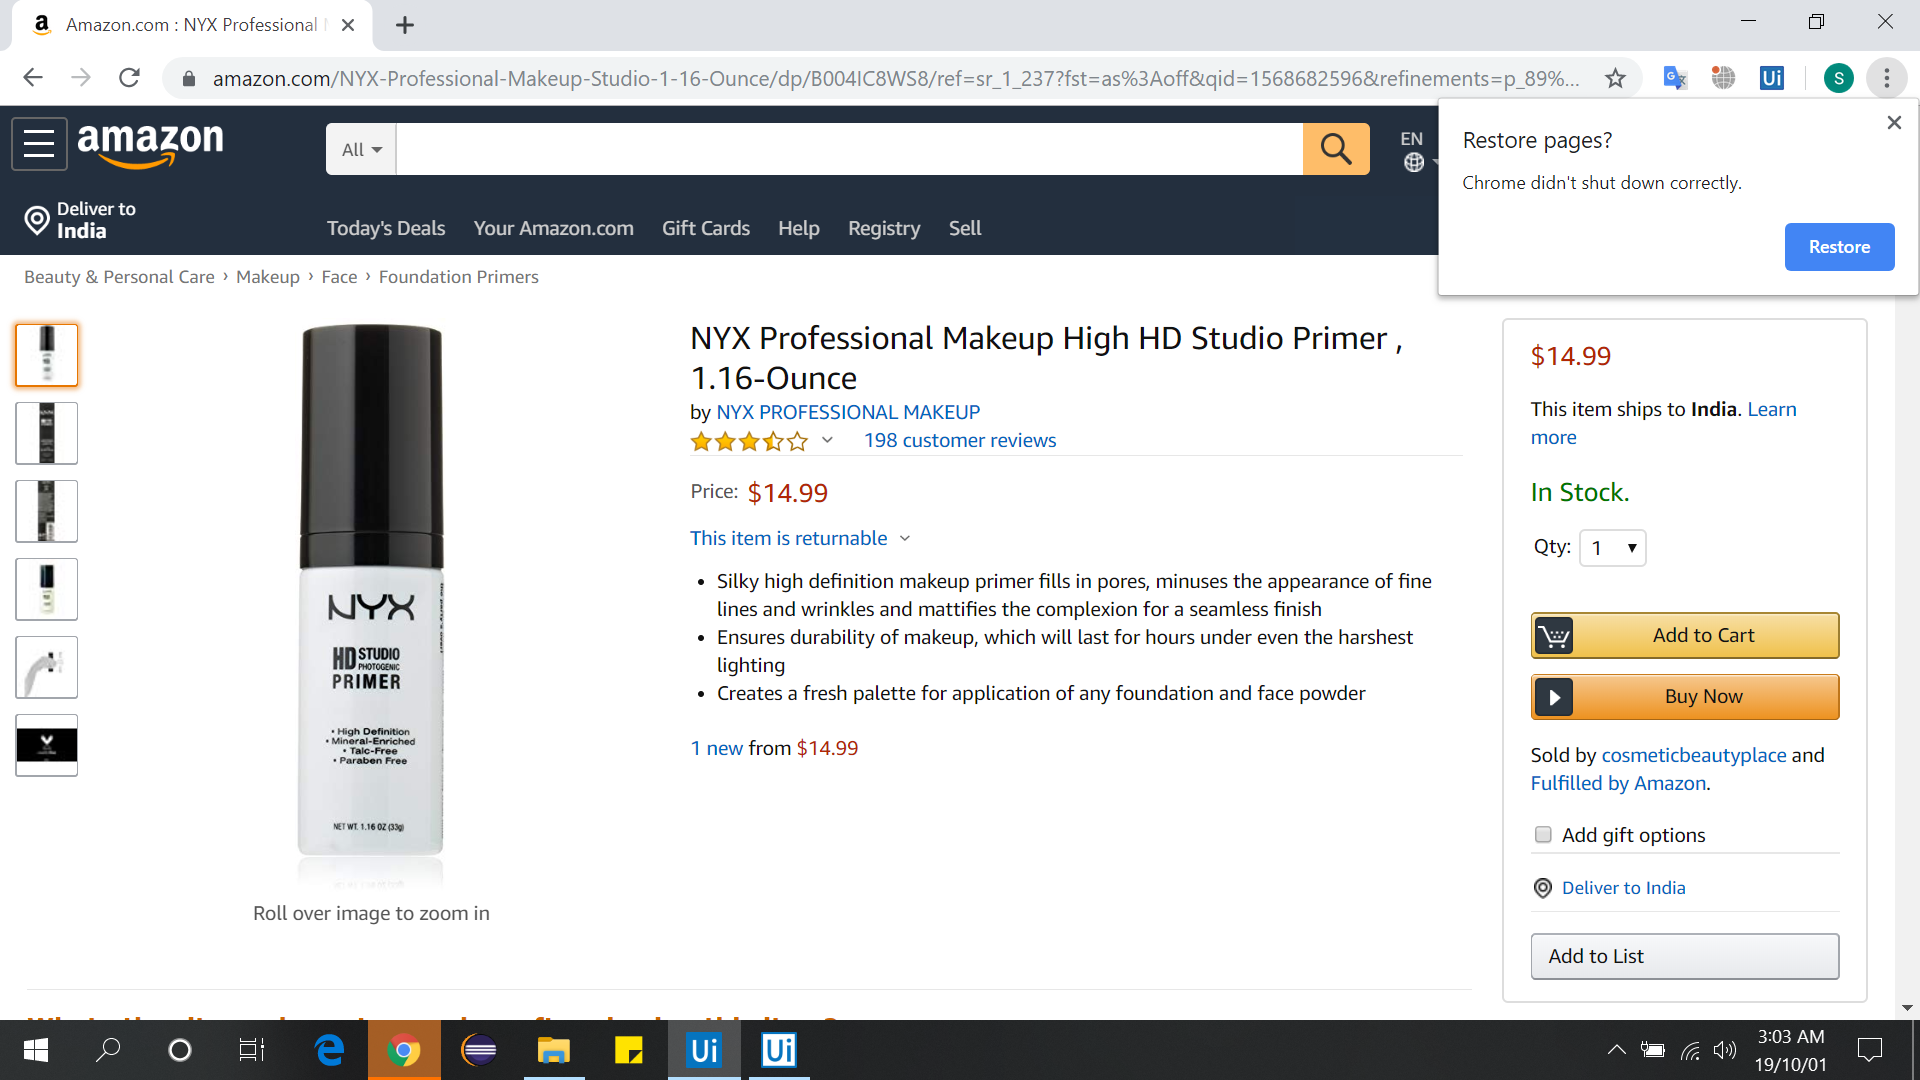 Amazon.com : NYX Professional
amazon.com/NYX-Professional-Makeup-Studio-1-16-Ounce/dp/B004IC8WS8/ref=sr_1_237?fst=as%3Aoff&qid=1568682596&refinements=p_89%...
Ui
S
amazon
All
EN
Deliver to
India
Today's Deals Your Amazon.com Gift Cards Help Registry Sell
Restore pages?
Chrome didn't shut down correctly.
Restore
Beauty & Personal Care › Makeup › Face › Foundation Primers
NYX
HD STUDIO
PHOTOGENIC
PRIMER
• High Definition
• Mineral-Enriched
• Talc-Free
• Paraben Free
NET WT. 1.16 OZ (33g)
Roll over image to zoom in
NYX Professional Makeup High HD Studio Primer ,
1.16-Ounce
by NYX PROFESSIONAL MAKEUP
198 customer reviews
Price: $14.99
This item is returnable
• Silky high definition makeup primer fills in pores, minuses the appearance of fine
lines and wrinkles and mattifies the complexion for a seamless finish
• Ensures durability of makeup, which will last for hours under even the harshest
lighting
• Creates a fresh palette for application of any foundation and face powder
1 new from $14.99
$14.99
This item ships to India. Learn
more
In Stock.
Qty: 1
Add to Cart
Buy Now
Sold by cosmeticbeautyplace and
Fulfilled by Amazon.
Add gift options
Deliver to India
Add to List
Ui
Ui
3:03 AM
19/10/01